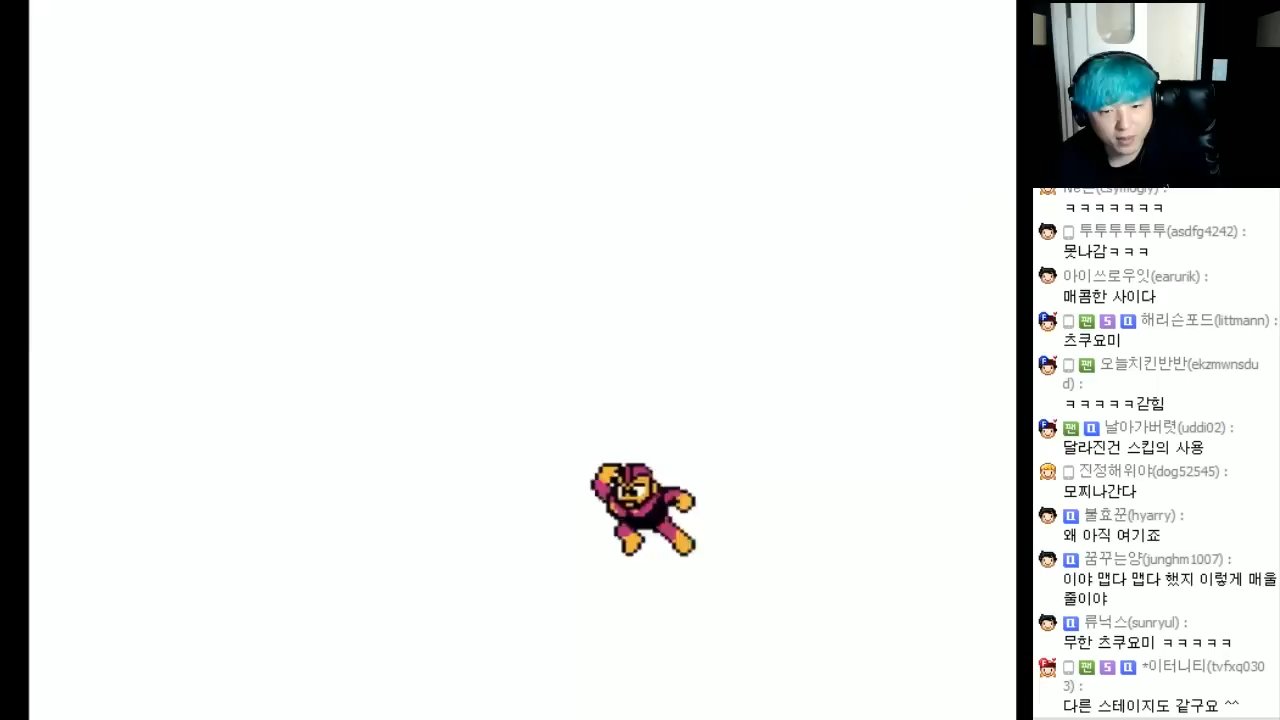 ㅋㅋㅋㅋㅋㅋㅋ
투투투투투투투(asdfg4242) :
못나감ㅋㅋㅋ
아이쓰로우잇(earurik) :
매콤한 사이다
팬 S 해리슨포드(littmann) :
츠쿠요미
팬 오늘치킨반반(ekzmwnsdu
d) :
ㅋㅋㅋㅋㅋ갇힘
팬 날아가버렷(uddi02) :
달라진건 스킵의 사용
진정해위야(dog52545) :
모찌나간다
불효꾼(hyarry) :
왜 아직 여기죠
꿈꾸는양(junghm1007) :
이야 맵다 맵다 했지 이렇게 매울
줄이야
류넉스(sunryul) :
무한 츠쿠요미 ㅋㅋㅋㅋㅋ
팬 S *이터니티(tvfxq030
3) :
다른 스테이지도 같구요 ^^